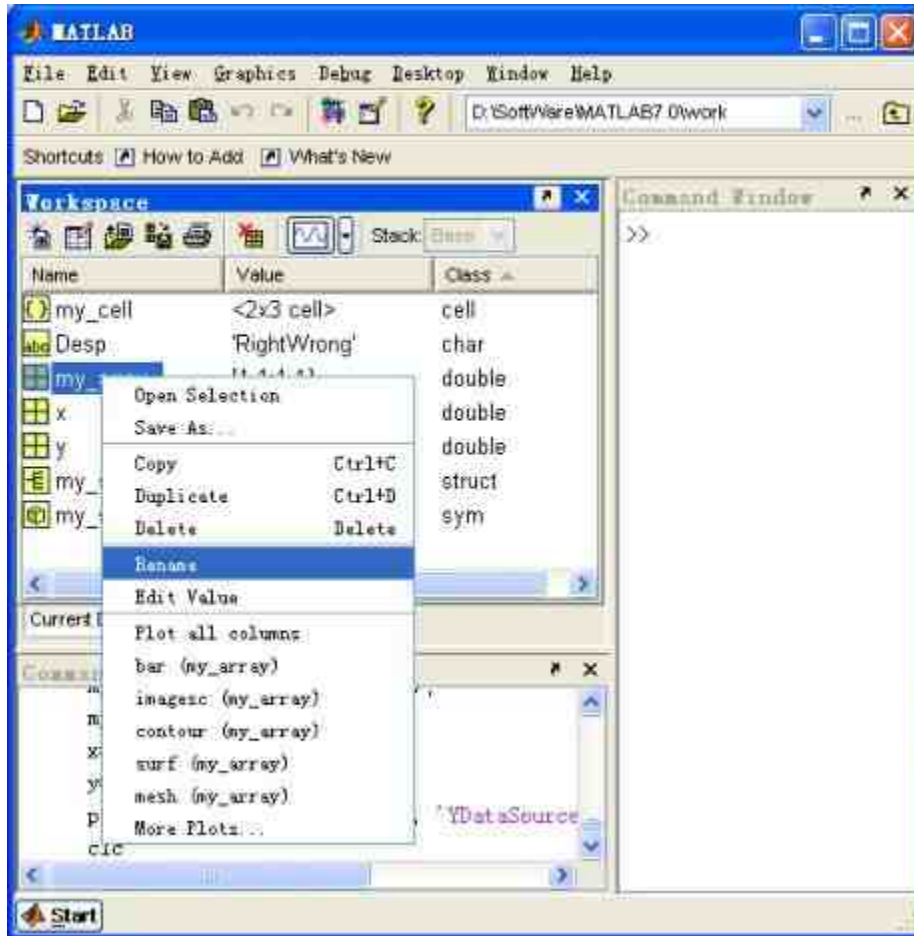 MATLAB
File Edit View Graphics Debug Desktop Window Help
D:\SoftWare\MATLAB7.0\work
Shortcuts How to Add What's New
Workspace
Stack: Base
Name Value Class
my_cell <2x3 cell> cell
abc Desp 'RightWrong' char
double
x double
y double
struct
sym
Open Selection
Save As...
Copy Ctrl+C
Duplicate Ctrl+D
Delete Delete
Rename
Edit Value
Plot all columns
bar (my_array)
imagesc (my_array)
contour (my_array)
surf (my_array)
mesh (my_array)
More Plots...
Current
'YDataSource
clc
Command Window
>>
Start